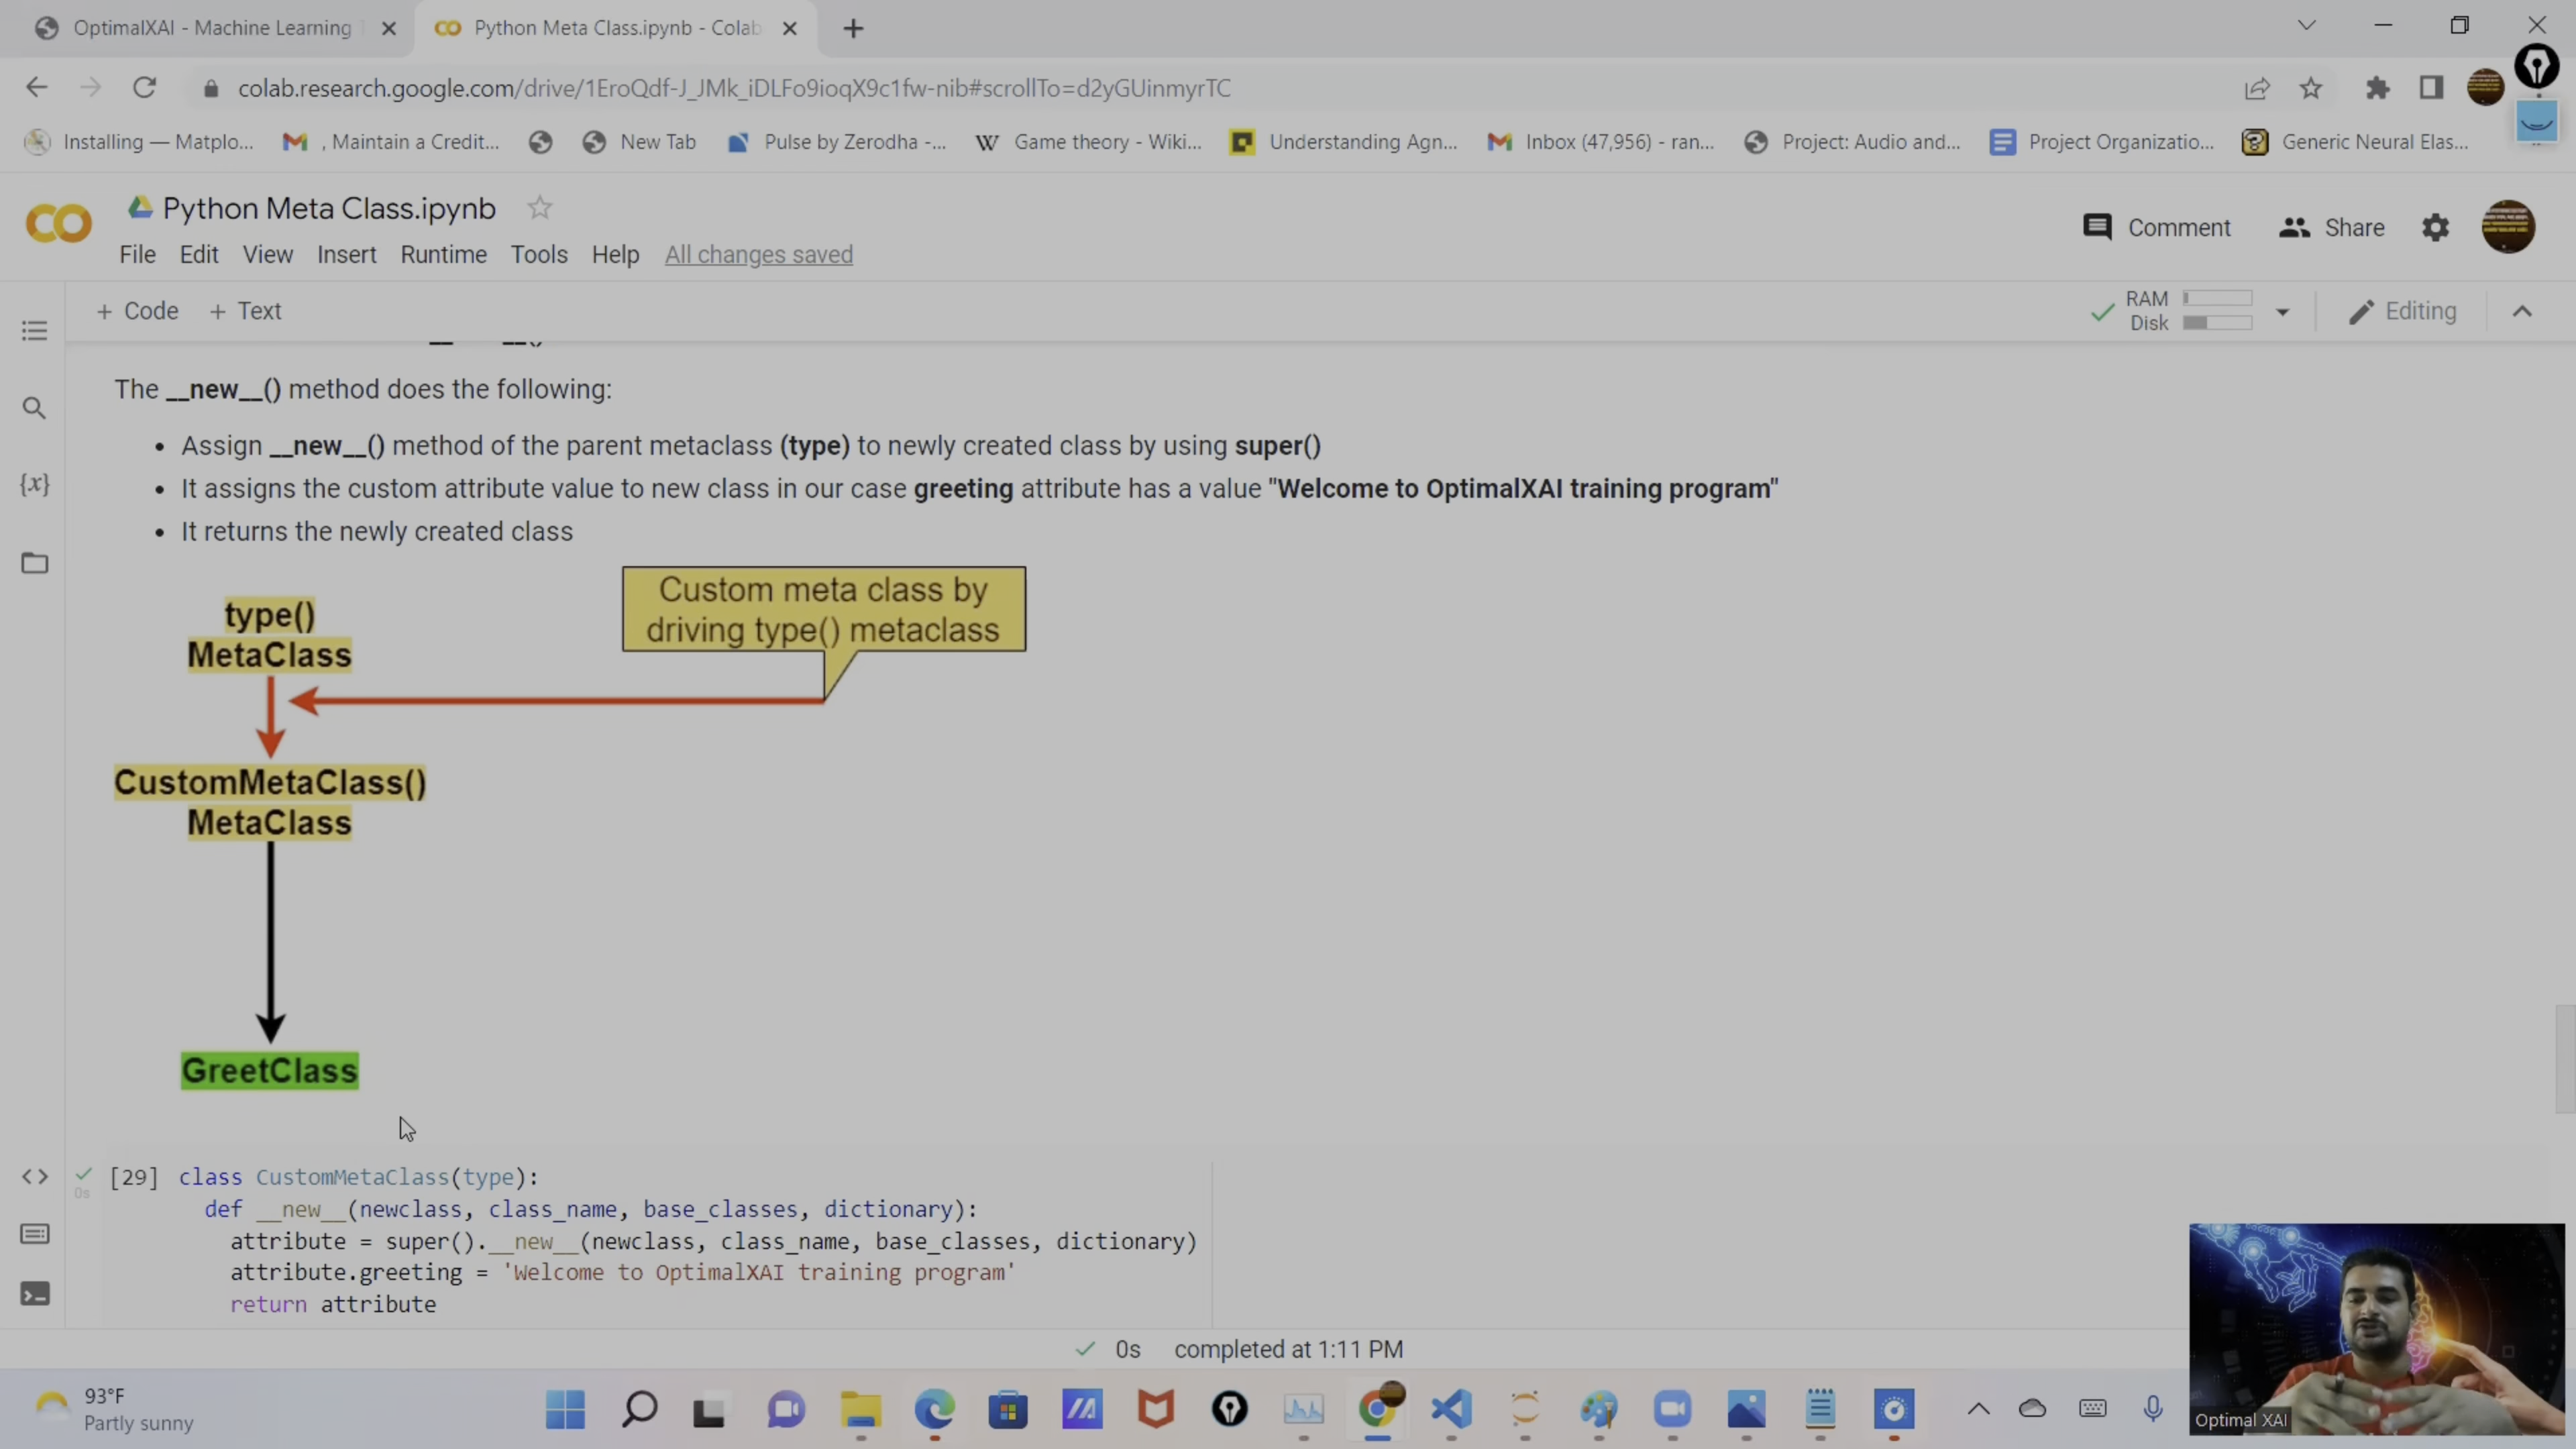 OptimalXAI - Machine Learning
Python Meta Class.ipynb - Colab
colab.research.google.com/drive/1EroQdf-J_JMk_iDLFo9ioqX9c1fw-nib#scrollTo=d2yGUinmyrTC
Installing — Matplo...
, Maintain a Credit...
New Tab
Pulse by Zerodha -...
Game theory - Wiki...
Understanding Agn...
Inbox (47,956) - ran...
Project: Audio and...
Project Organizatio...
Generic Neural Elas...
Python Meta Class.ipynb
Comment
Share
File Edit View Insert Runtime Tools Help All changes saved
+ Code + Text
RAM
Disk
Editing
The __new__() method does the following:
• Assign __new__() method of the parent metaclass (type) to newly created class by using super()
• It assigns the custom attribute value to new class in our case greeting attribute has a value "Welcome to OptimalXAI training program"
• It returns the newly created class
Custom meta class by
driving type() metaclass
type()
MetaClass
CustomMetaClass()
MetaClass
GreetClass
[29] class CustomMetaClass(type):
0s
def __new__(newclass, class_name, base_classes, dictionary):
attribute = super().__new__(newclass, class_name, base_classes, dictionary)
attribute.greeting = 'Welcome to OptimalXAI training program'
return attribute
0s completed at 1:11 PM
93°F
Partly sunny
Optimal XAI